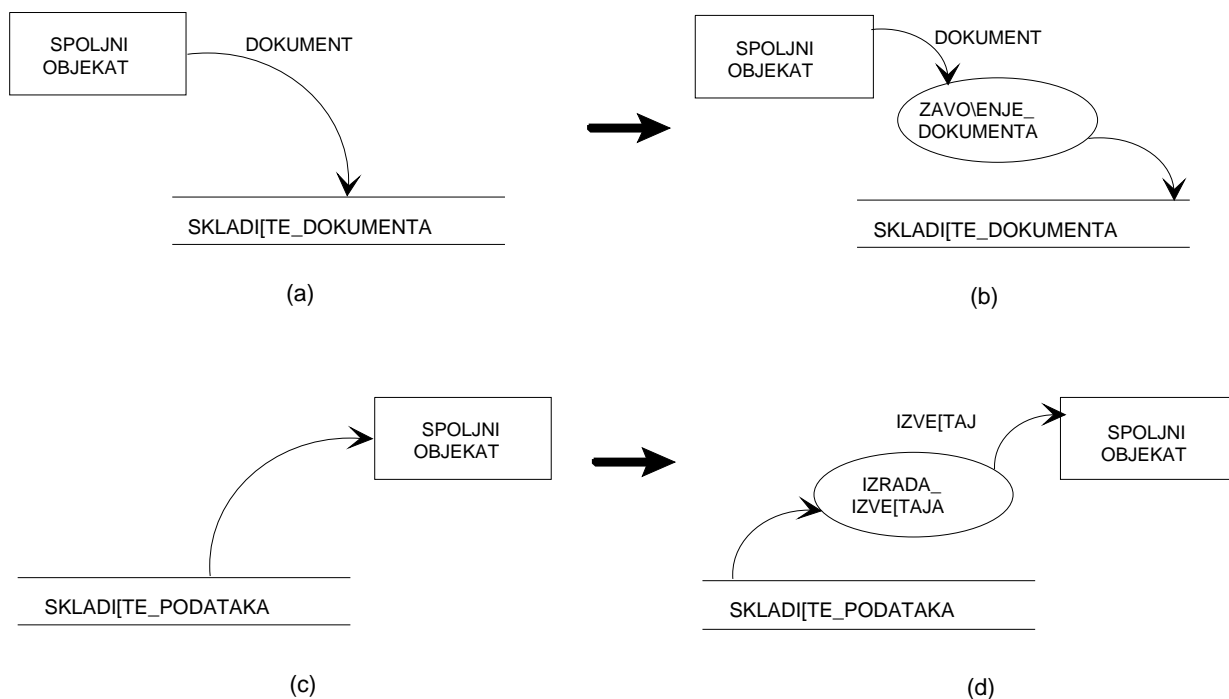 SPOLJNI
OBJEKAT
DOKUMENT
SKLADI[TE_DOKUMENTA
(a)
SPOLJNI
OBJEKAT
DOKUMENT
ZAVO\ENJE_
DOKUMENTA
SKLADI[TE_DOKUMENTA
(b)
SPOLJNI
OBJEKAT
SKLADI[TE_PODATAKA
(c)
IZVE[TAJ
SPOLJNI
OBJEKAT
IZRADA_
IZVE[TAJA
SKLADI[TE_PODATAKA
(d)